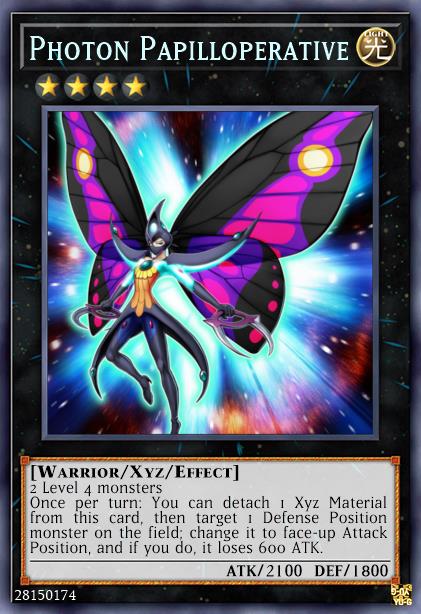 Photon Papilloperative
LIGHT
光
[Warrior/Xyz/Effect]
2 Level 4 monsters
Once per turn: You can detach 1 Xyz Material
from this card, then target 1 Defense Position
monster on the field; change it to face-up Attack
Position, and if you do, it loses 600 ATK.
ATK/2100 DEF/1800
28150174